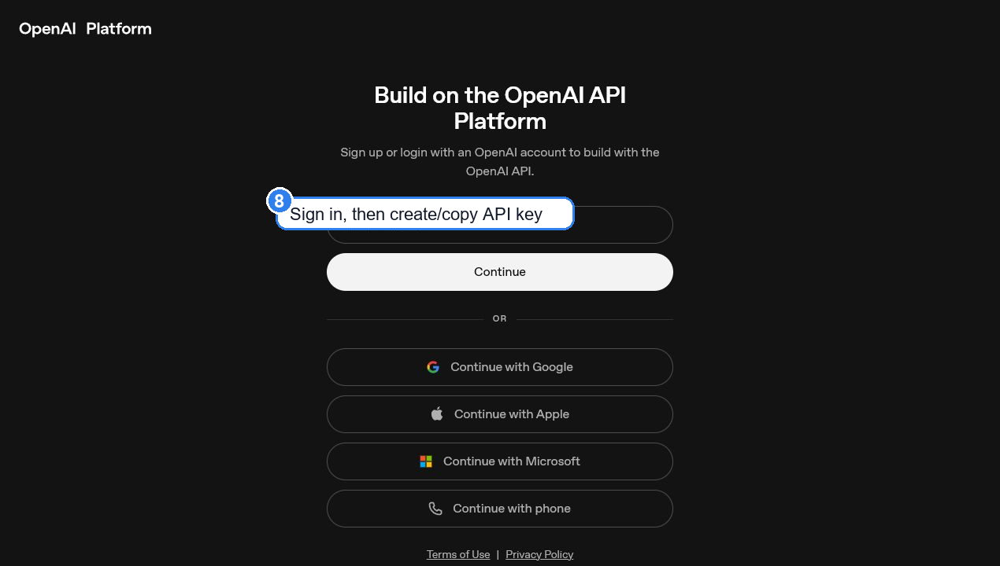 OpenAI Platform
Build on the OpenAI API
Platform
Sign up or login with an OpenAI account to build with the
OpenAI API.
8
Sign in, then create/copy API key
Continue
OR
Continue with Google
Continue with Apple
Continue with Microsoft
Continue with phone
Terms of Use | Privacy Policy